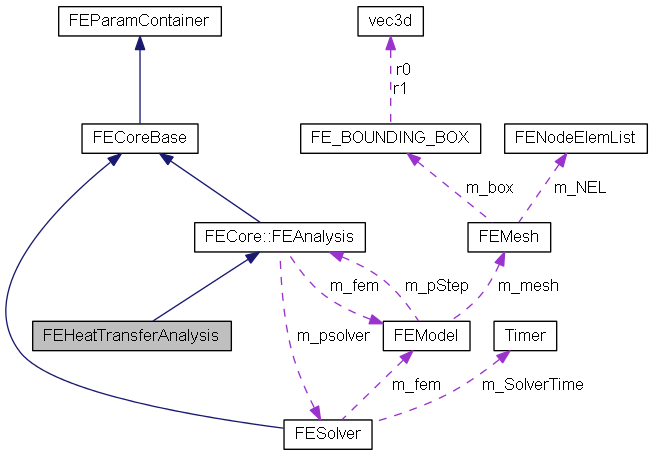 FEParamContainer
vec3d
r0
r1
FECoreBase
FE_BOUNDING_BOX
FENodeElemList
m_box
m_NEL
FECore::FEAnalysis
FEMesh
m_fem
m_pStep
m_mesh
FEHeatTransferAnalysis
m_psolver
FEModel
Timer
m_fem
m_SolverTime
FESolver